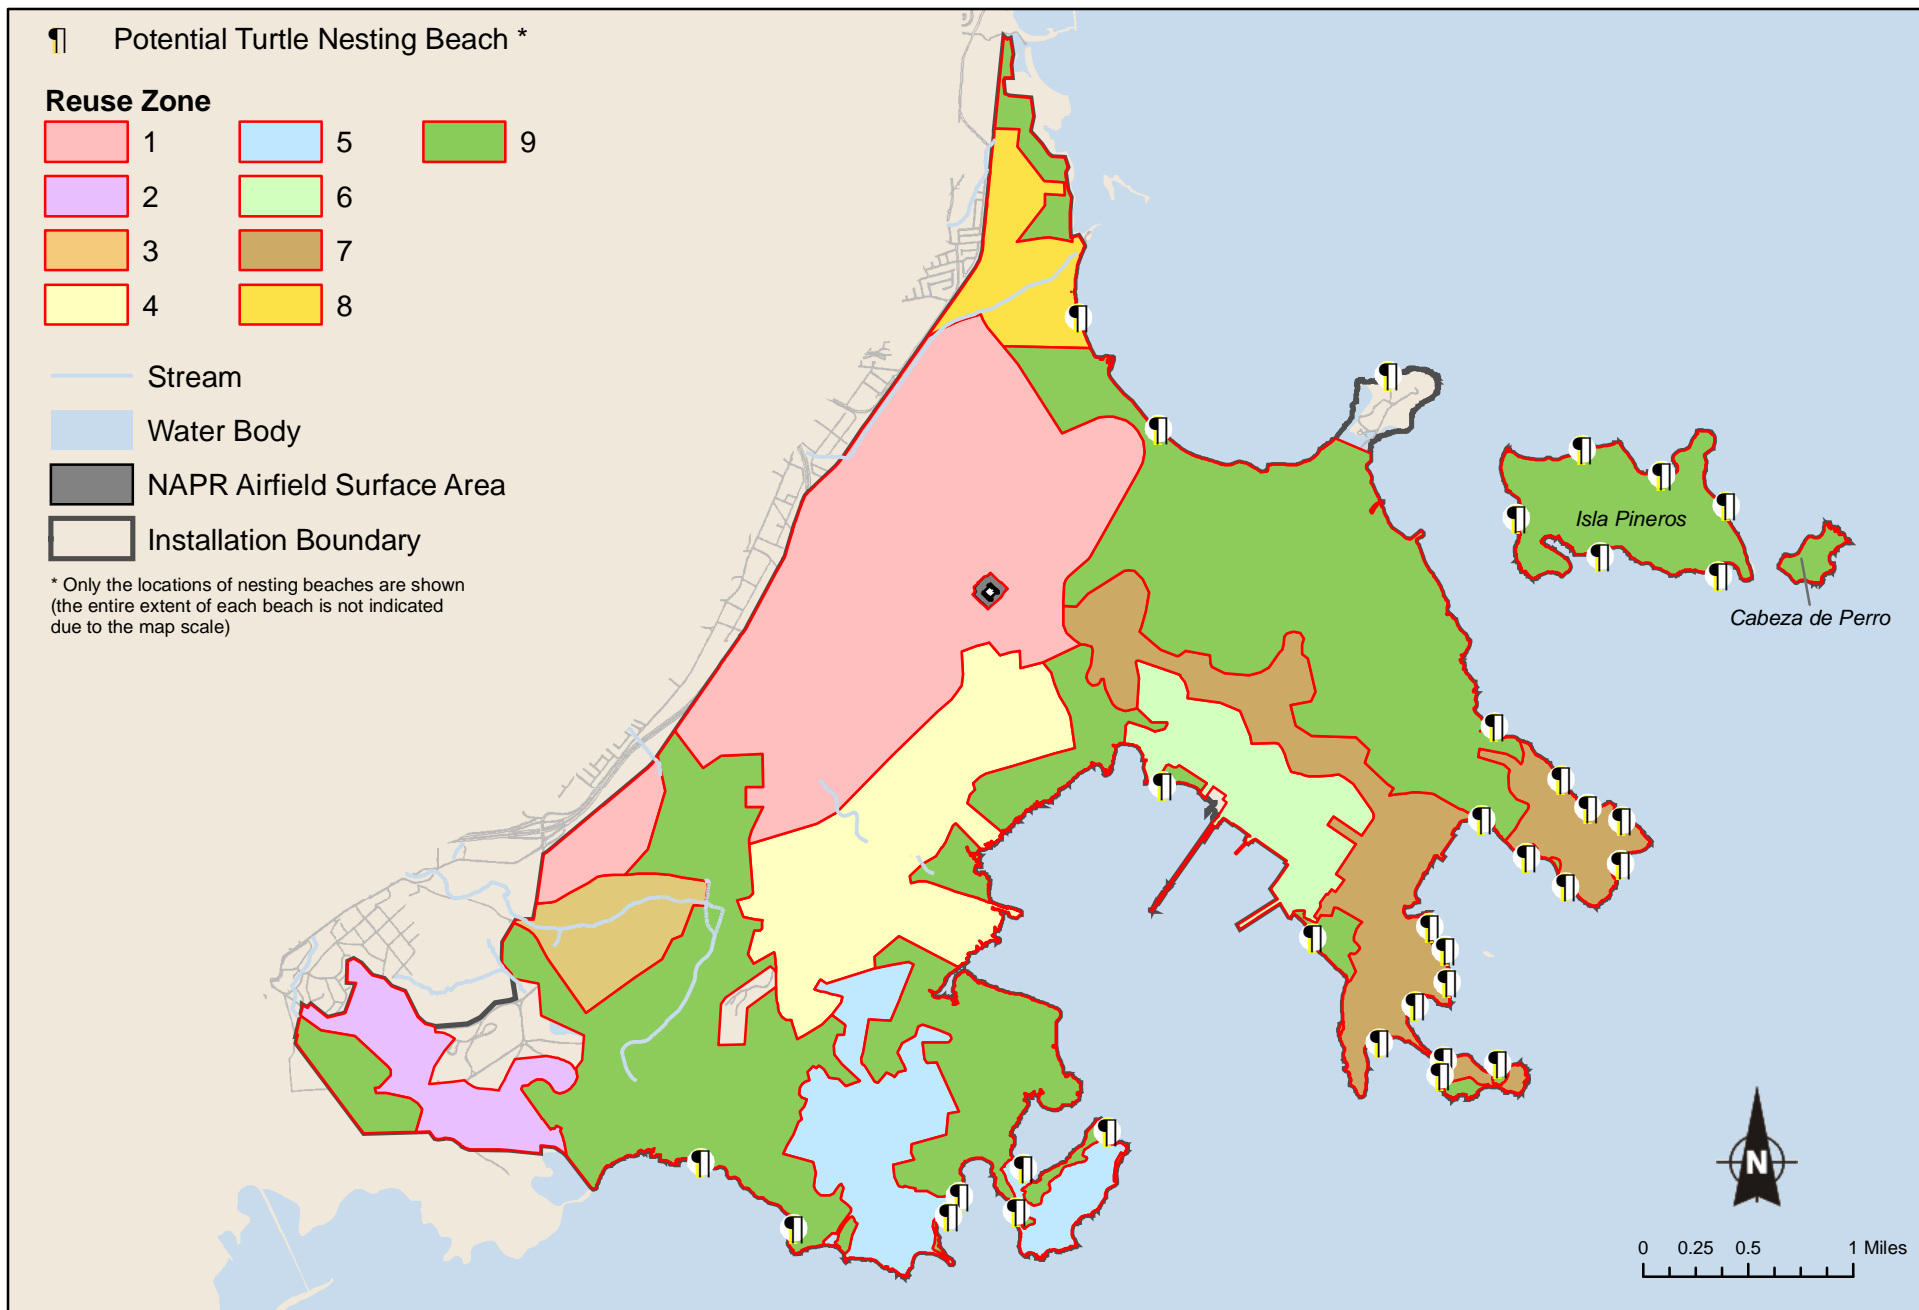 ¶ Potential Turtle Nesting Beach *
Reuse Zone
1
2
3
4
5
6
7
8
9
Stream
Water Body
NAPR Airfield Surface Area
Installation Boundary
* Only the locations of nesting beaches are shown
(the entire extent of each beach is not indicated
due to the map scale)
Isla Pineros
Cabeza de Perro
N
0 0.25 0.5 1 Miles